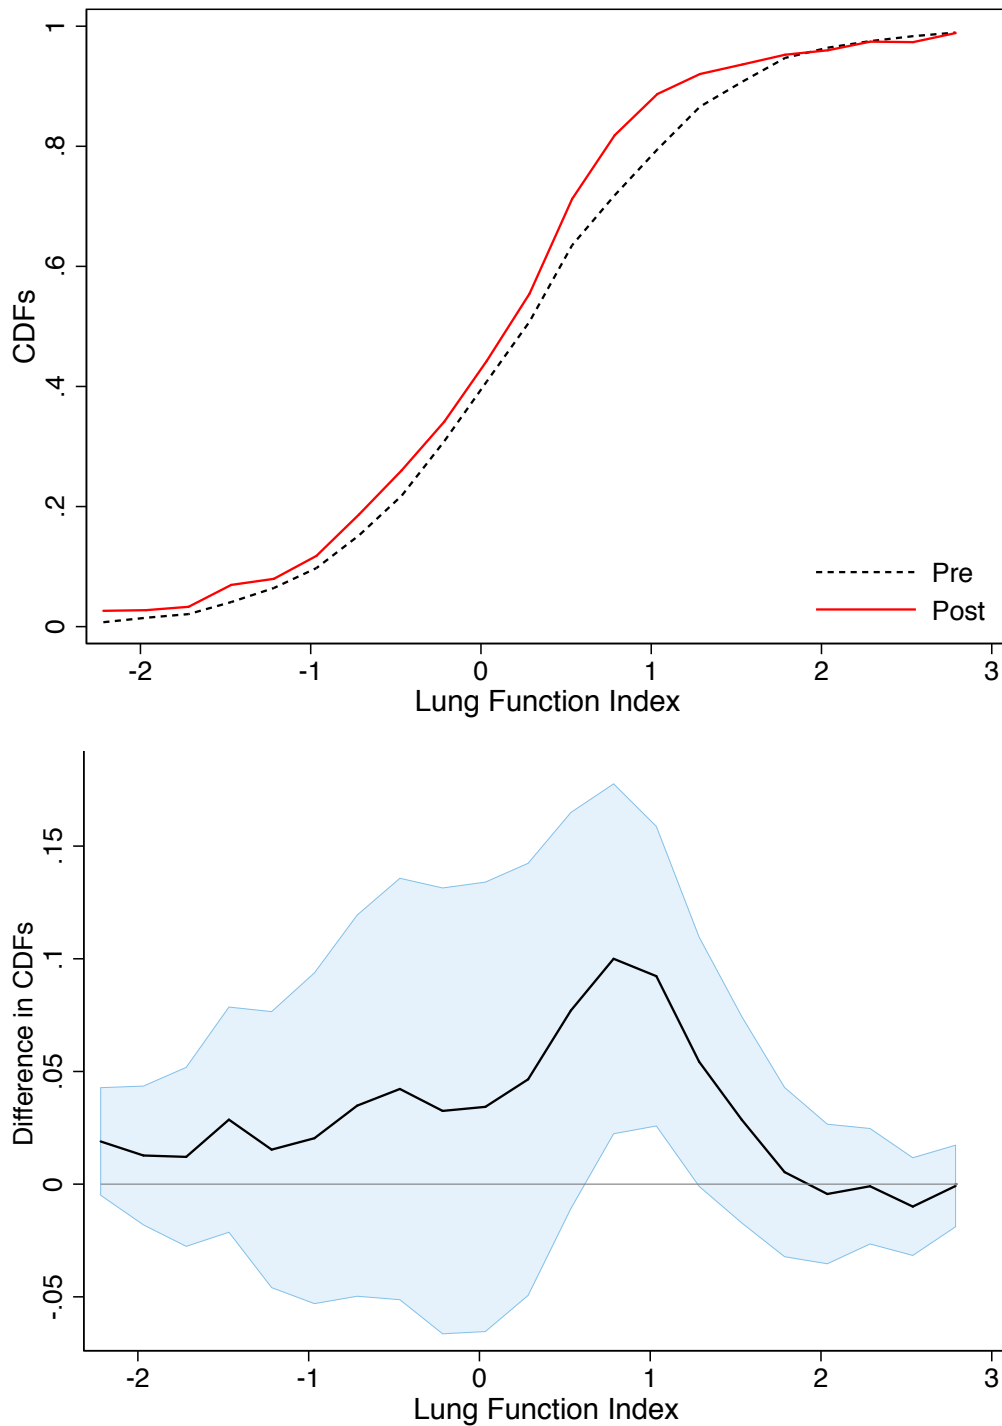 CDFs
1
.8
.6
.4
.2
0
Pre
Post
-2 -1 0 1 2 3
Lung Function Index
Difference in CDFs
.15
.1
.05
0
-.05
-2 -1 0 1 2 3
Lung Function Index